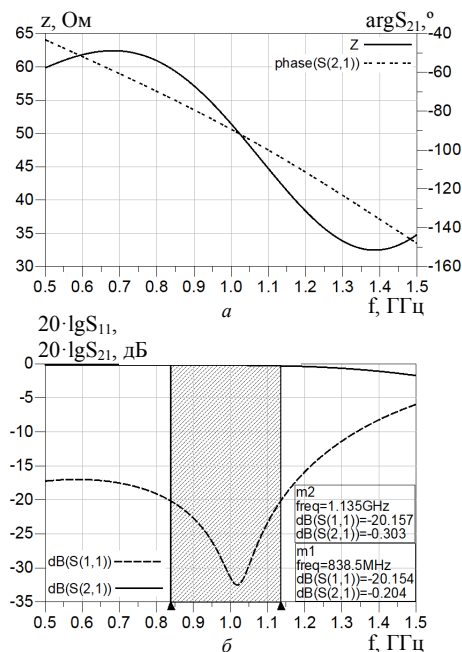 z, Ом
argS21,º
65
60
55
50
45
40
35
30
-40
-60
-80
-100
-120
-140
-160
Z
phase(S(2,1))
0.5 0.6 0.7 0.8 0.9 1.0 1.1 1.2 1.3 1.4 1.5
а
f, ГГц
20·lgS11,
20·lgS21, дБ
0
-5
-10
-15
-20
-25
-30
-35
dB(S(1,1))
dB(S(2,1))
m2
freq=1.135GHz
dB(S(1,1))=-20.157
dB(S(2,1))=-0.303
m1
freq=838.5MHz
dB(S(1,1))=-20.154
dB(S(2,1))=-0.204
0.5 0.6 0.7 0.8 0.9 1.0 1.1 1.2 1.3 1.4 1.5
б
f, ГГц